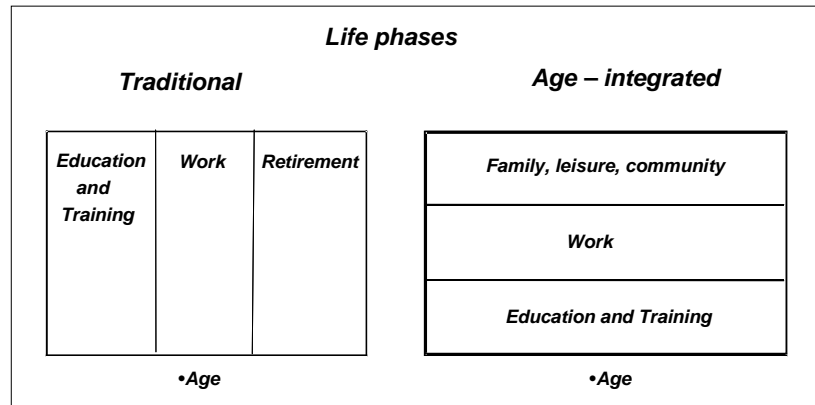 Life phases
Traditional
Education
and
Training
Work
Retirement
•Age
Age – integrated
Family, leisure, community
Work
Education and Training
•Age